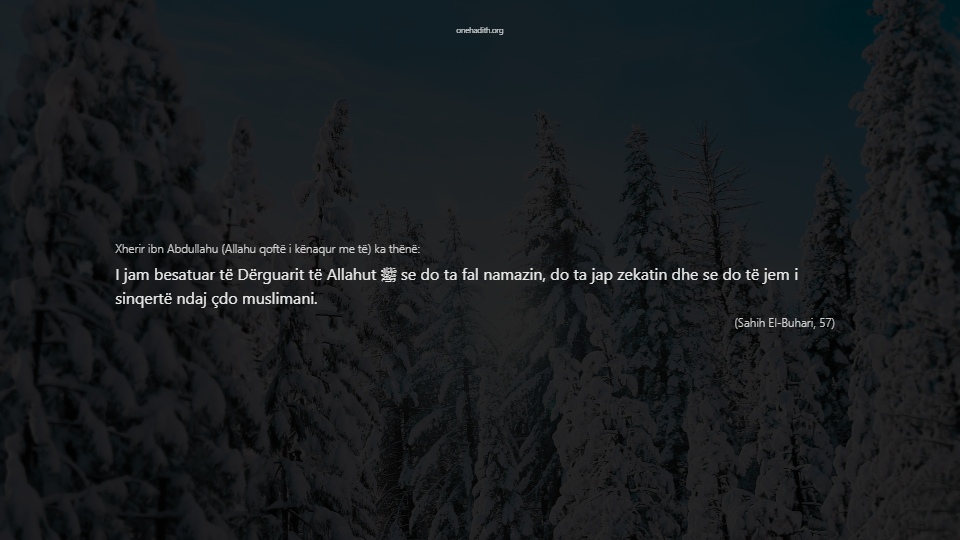 onehadith.org
Xherir ibn Abdullahu (Allahu qoftë i kënaqur me të) ka thënë:
I jam besatuar të Dërguarit të Allahut ﷺ se do ta fal namazin, do ta jap zekatin dhe se do të jem i
sinqertë ndaj çdo muslimani.
(Sahih El-Buhari, 57)